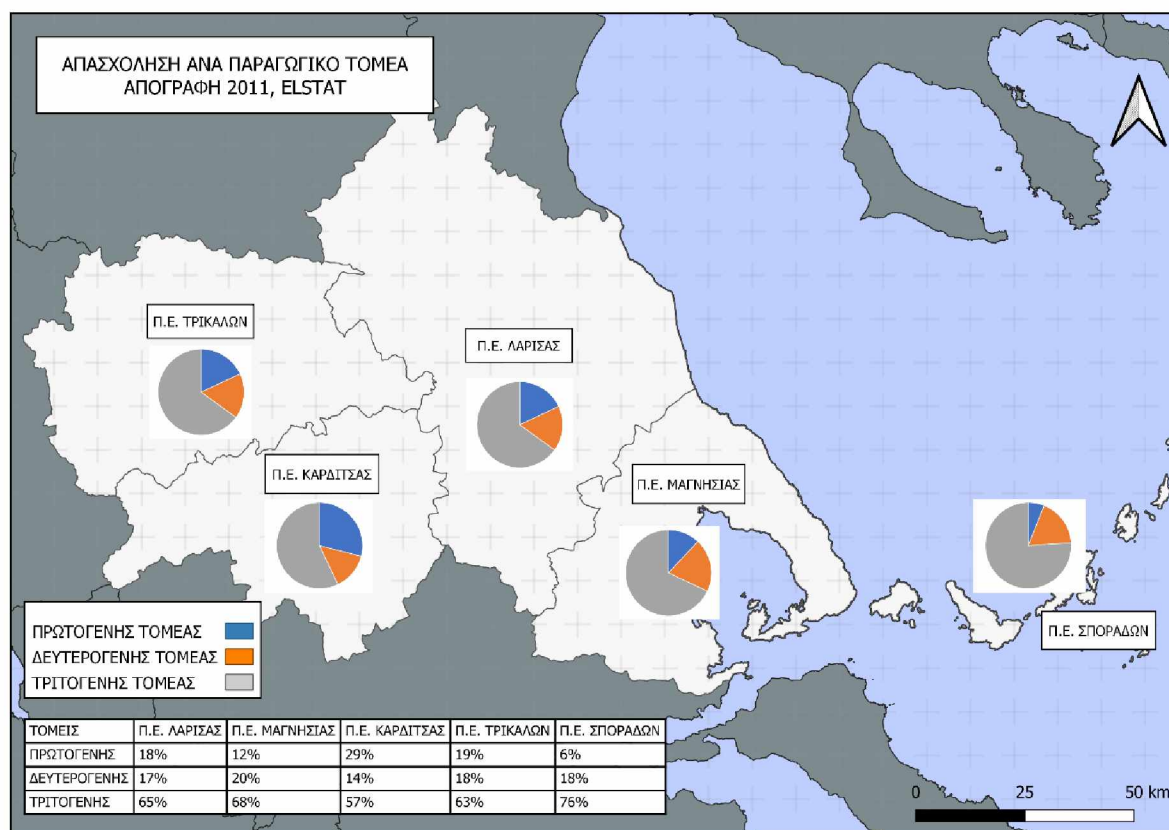 ΑΠΑΣΧΟΛΗΣΗ ΑΝΑ ΠΑΡΑΓΩΓΙΚΟ ΤΟΜΕΑ
ΑΠΟΓΡΑΦΗ 2011, ELSTAT
Π.Ε. ΤΡΙΚΑΛΩΝ
Π.Ε. ΛΑΡΙΣΑΣ
Π.Ε. ΚΑΡΔΙΤΣΑΣ
Π.Ε. ΜΑΓΝΗΣΙΑΣ
Π.Ε. ΣΠΟΡΑΔΩΝ
ΠΡΩΤΟΓΕΝΗΣ ΤΟΜΕΑΣ
ΔΕΥΤΕΡΟΓΕΝΗΣ ΤΟΜΕΑΣ
ΤΡΙΤΟΓΕΝΗΣ ΤΟΜΕΑΣ
ΤΟΜΕΙΣ Π.Ε. ΛΑΡΙΣΑΣ Π.Ε. ΜΑΓΝΗΣΙΑΣ Π.Ε. ΚΑΡΔΙΤΣΑΣ Π.Ε. ΤΡΙΚΑΛΩΝ Π.Ε. ΣΠΟΡΑΔΩΝ
ΠΡΩΤΟΓΕΝΗΣ 18% 12% 29% 19% 6%
ΔΕΥΤΕΡΟΓΕΝΗΣ 17% 20% 14% 18% 18%
ΤΡΙΤΟΓΕΝΗΣ 65% 68% 57% 63% 76%
0 25 50 km